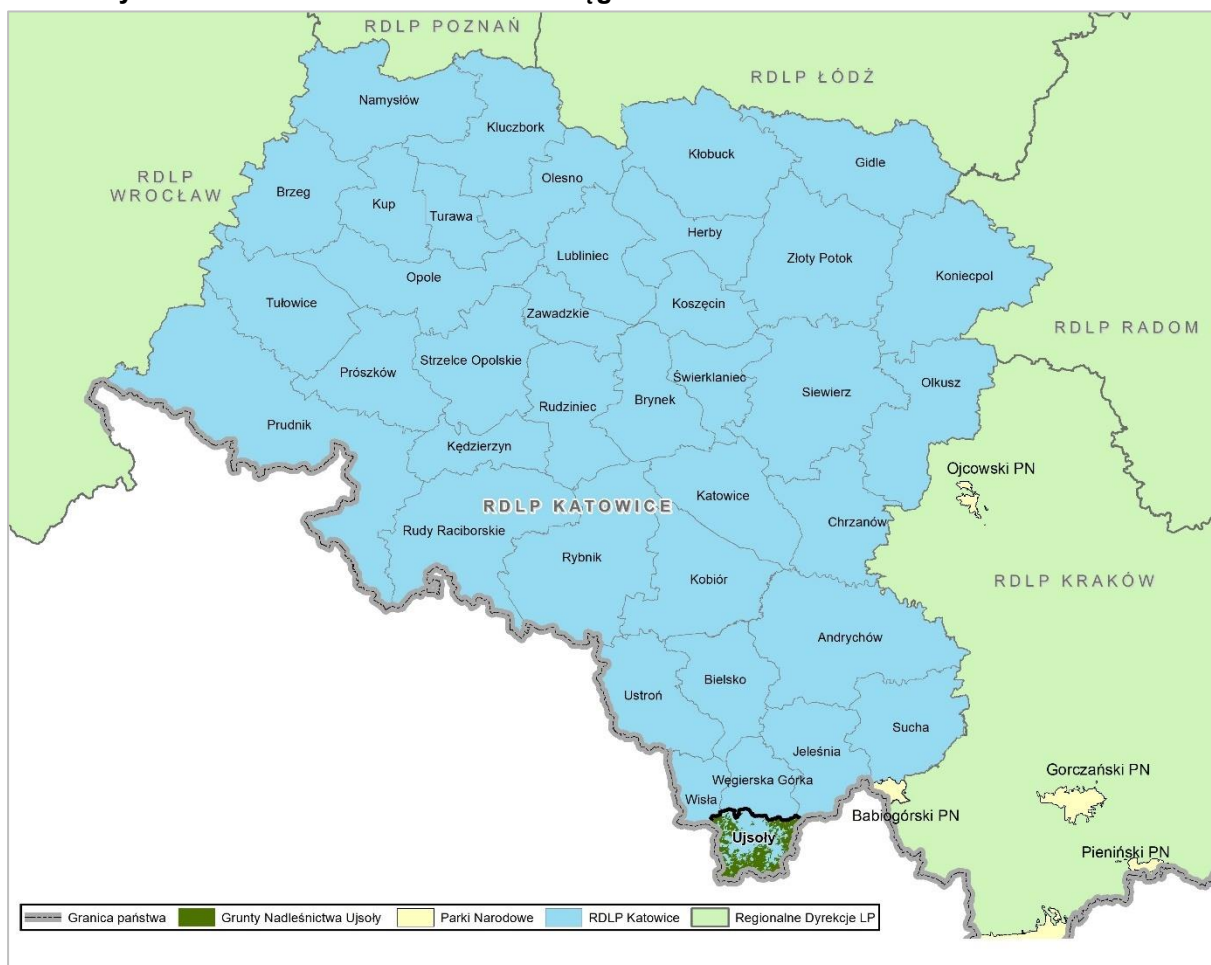 RDLP POZNAŃ
RDLP ŁÓDŹ
Namysłów
Kluczbork
Kłobuck
Gidle
RDLP
WROCŁAW
Olesno
Brzeg
Kup
Turawa
Herby
Lubliniec
Złoty Potok
Koniecpol
Opole
Tułowice
Koszęcin
Zawadzkie
RDLP RADOM
Strzelce Opolskie
Prószków
Świerklaniec
Olkusz
Siewierz
Brynek
Rudziniec
Prudnik
Kędzierzyn
Ojcowski PN
Katowice
RDLP KATOWICE
Chrzanów
Rudy Raciborskie
Rybnik
Kobiór
RDLP KRAKÓW
Andrychów
Bielsko
Ustroń
Sucha
Jeleśnia
Gorczański PN
Węgierska Górka
Wisła
Babiogórski PN
Ujsoły
Pieniński PN
Granica państwa
Grunty Nadleśnictwa Ujsoły
Parki Narodowe
RDLP Katowice
Regionalne Dyrekcje LP